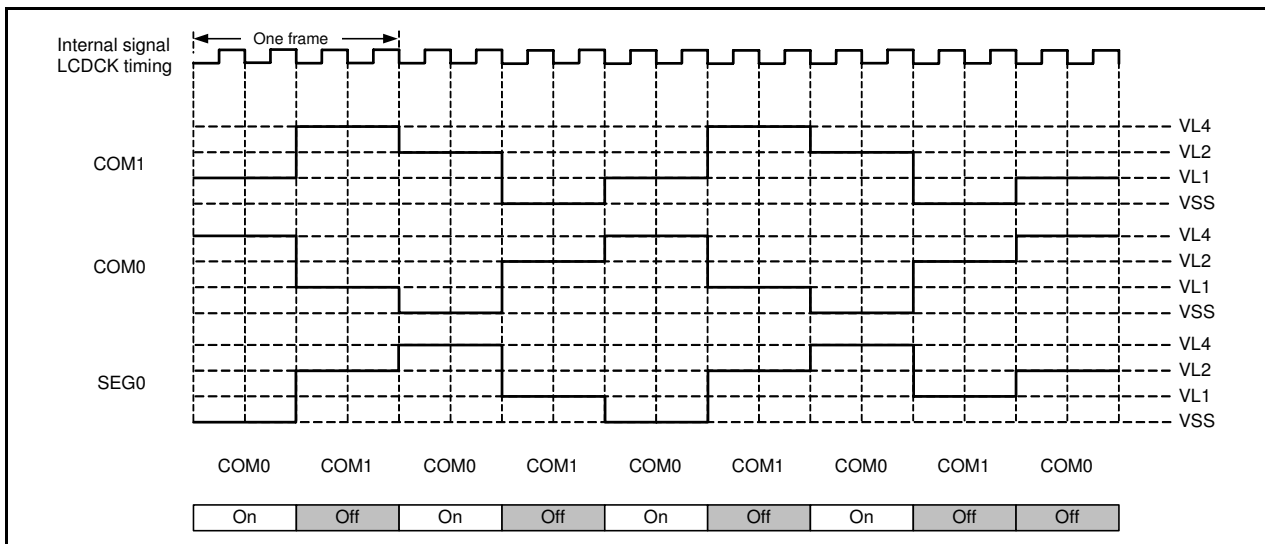 Internal signal
LCDCK timing
One frame
VL4
VL2
COM1
VL1
VSS
VL4
COM0
VL2
VL1
VSS
VL4
SEG0
VL2
VL1
VSS
COM0 COM1 COM0 COM1 COM0 COM1 COM0 COM1 COM0
On Off On Off On Off On Off Off